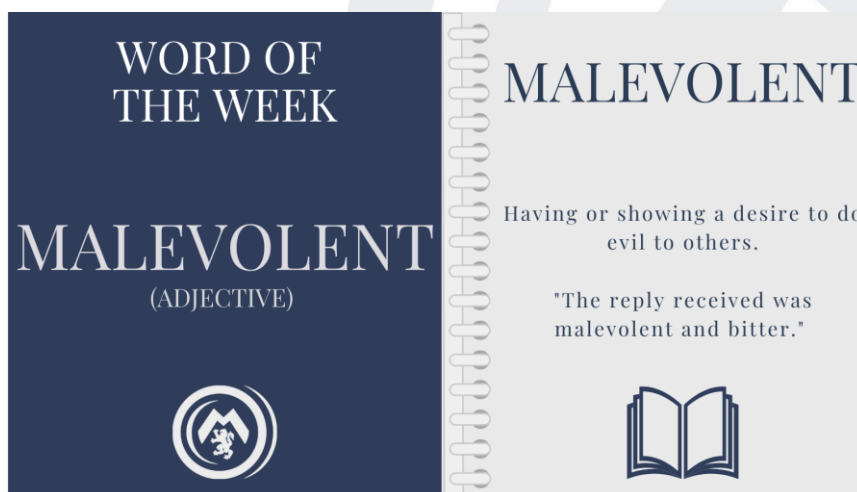 WORD OF
THE WEEK
MALEVOLENT
(ADJECTIVE)
MALEVOLENT
Having or showing a desire to do
evil to others.
"The reply received was
malevolent and bitter."